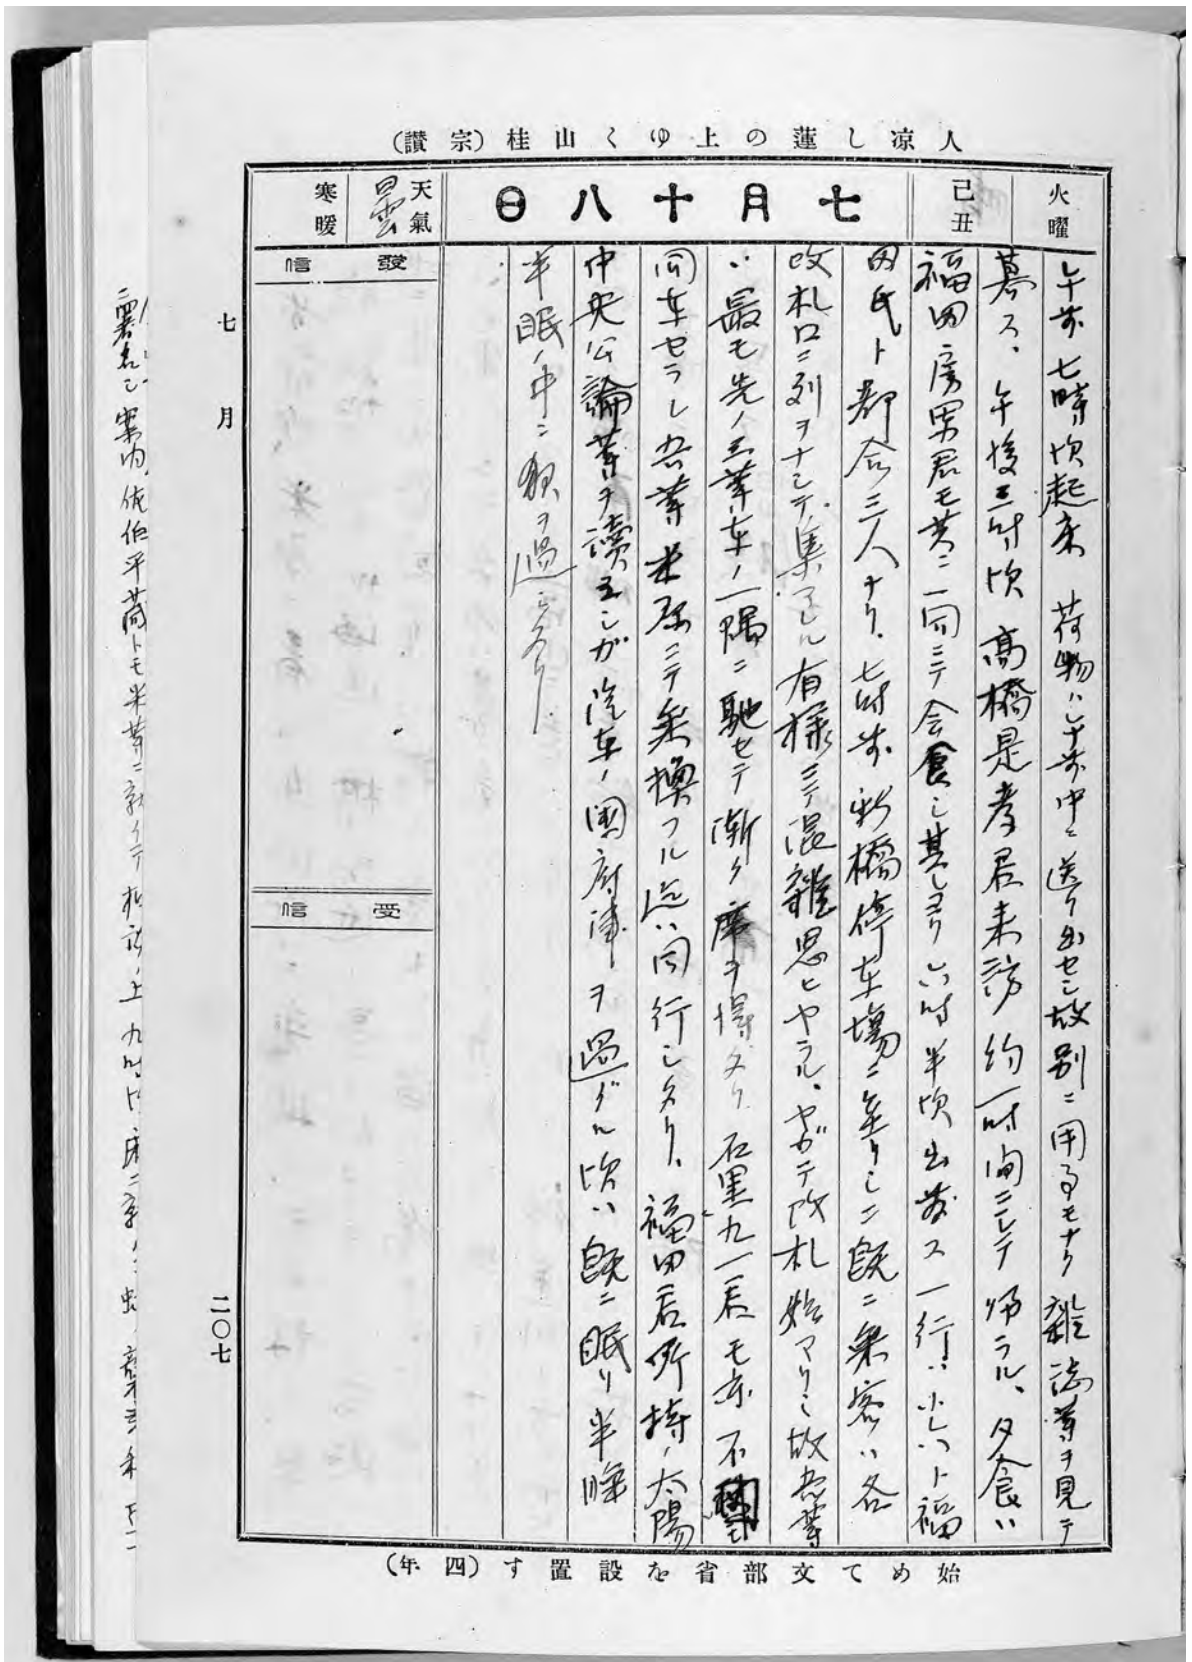 人凉し蓮の上ゆく山桂(宗讃)
火曜
己丑
七月十八日
天氣
曇
寒暖
發信
受信
午前七時頃起床 荷物ハ午前中ニ送リ出セシ故別ニ用事モナク 雜誌等ヲ見テ
暮ス、午後三時頃 高橋是孝君来訪 約一時間ニシテ帰ラル、夕食ハ
福田房男君モ共ニ一同ニテ会食シ其レヨリ六時半頃出発ス 一行ハ ト福
田氏ト都合三人ナリ、七時前新橋停車場ニ至リシニ既ニ乗客ハ各
改札口ニ列ヲナシテ集マレル有様ニテ混雜思ヒヤラル、ヤガテ改札始マリシ故吾等
ハ最モ先ノ三等車ノ一隅ニ馳セテ漸ク席ヲ得タリ 石黒九一君モ亦不
同車セラレ吾等米原ニテ乗換フル迄ハ同行シタリ、福田君所持ノ太陽
中央公論等ヲ讀ミシガ汽車ノ國府津ヲ過グル頃ハ既ニ眠リ半睡
半眠ノ中ニ夜ヲ過シタリ
始めて文部省を設置す(四年)
七月
二〇七